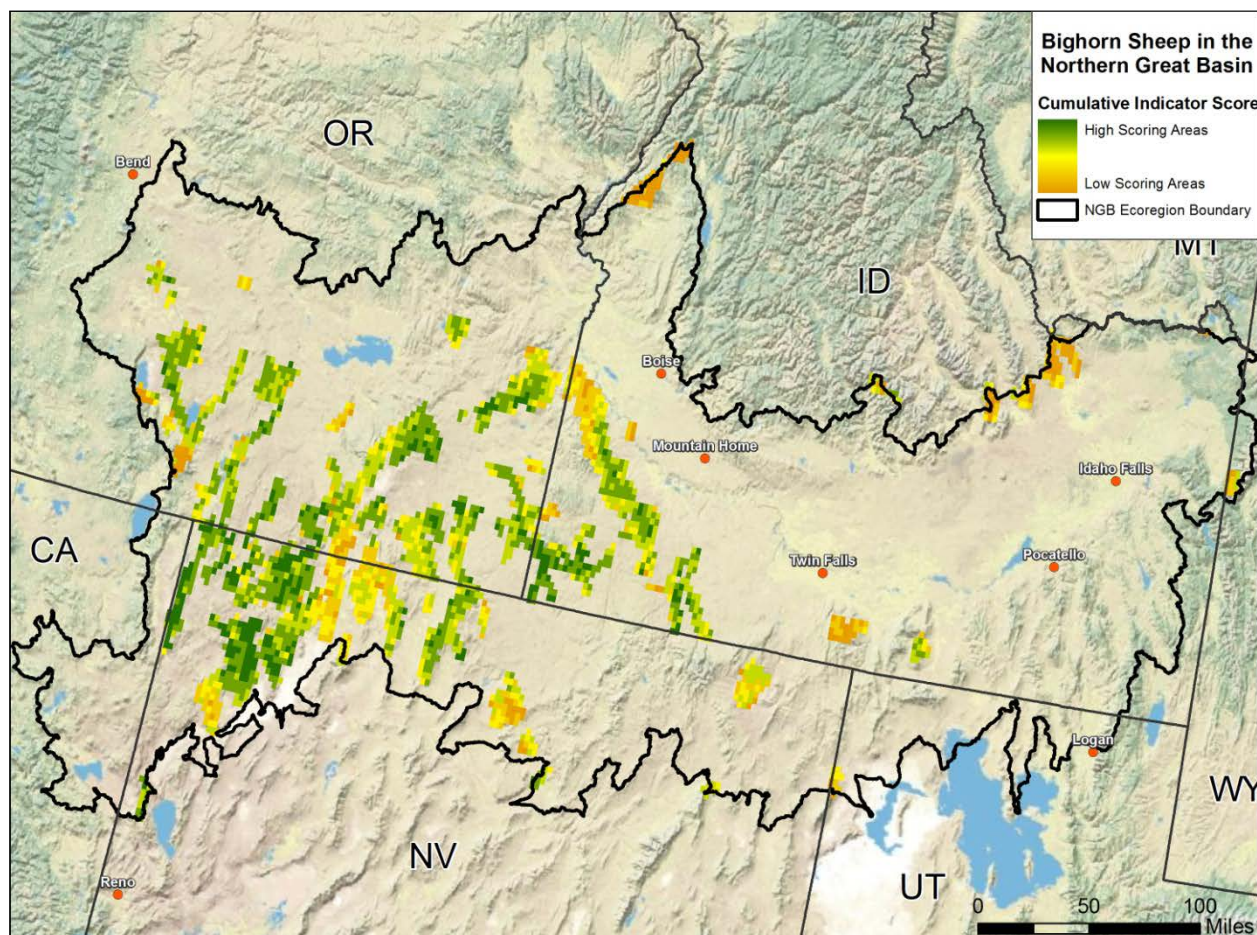 Bighorn Sheep in the
Northern Great Basin
Cumulative Indicator Score
High Scoring Areas
Low Scoring Areas
NGB Ecoregion Boundary
MT
OR
Bend
ID
Boise
Mountain Home
Idaho Falls
CA
Twin Falls
Pocatello
Logan
WY
NV
UT
Reno
0 50 100
Miles